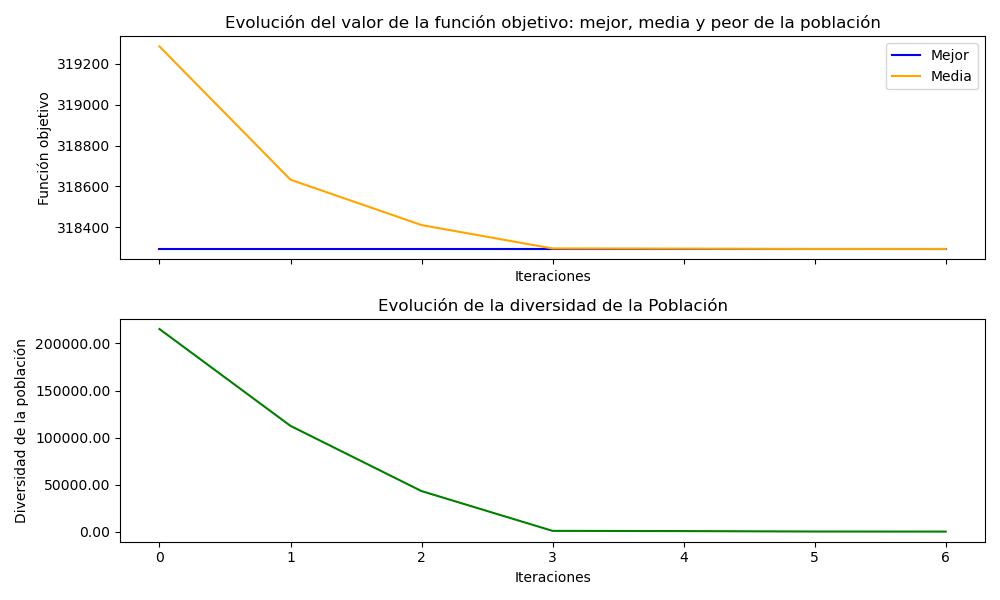 Evolución del valor de la función objetivo: mejor, media y peor de la población
Función objetivo
319200
319000
318800
318600
318400
Mejor
Media
Iteraciones
Evolución de la diversidad de la Población
Diversidad de la población
200000.00
150000.00
100000.00
50000.00
0.00
0 1 2 3 4 5 6
Iteraciones